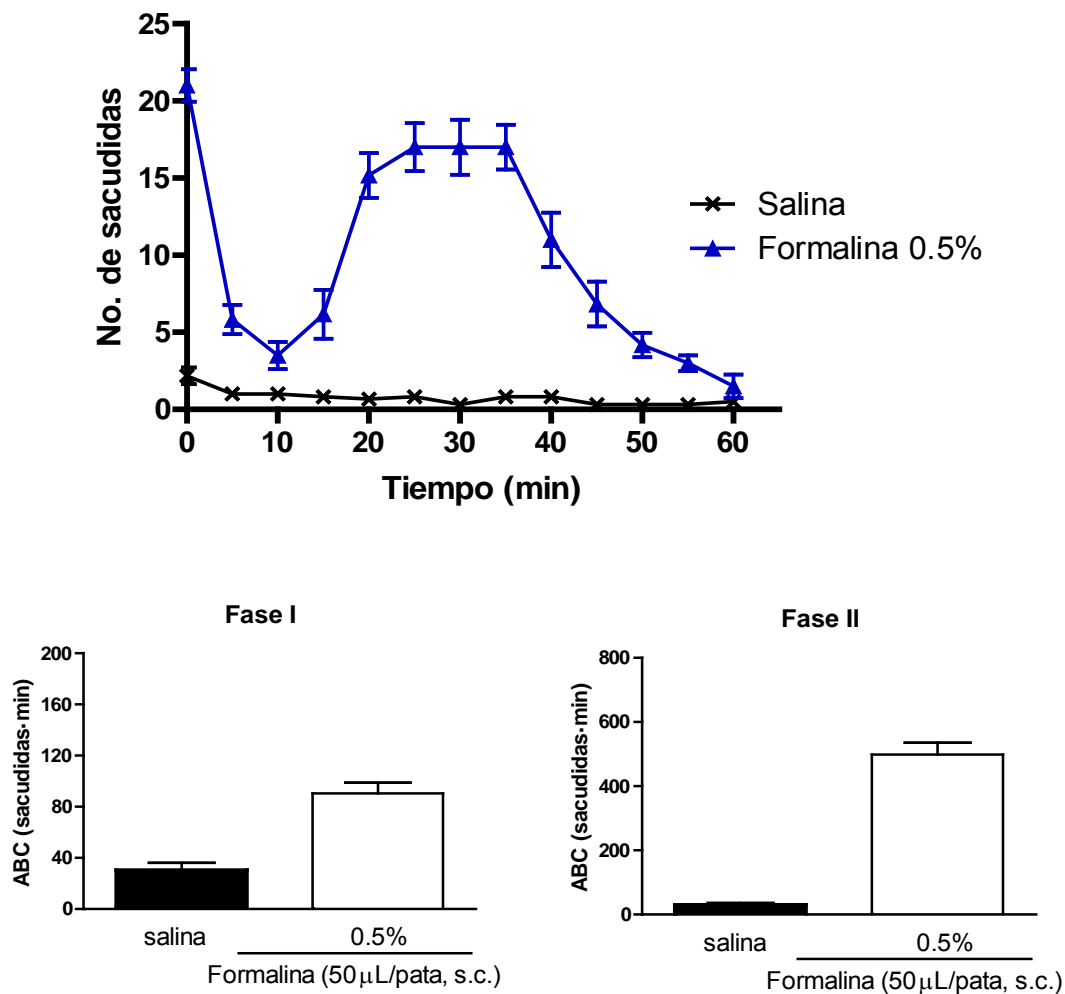 25
20
15
10
5
0
No. de sacudidas
0 10 20 30 40 50 60
Tiempo (min)
Salina
Formalina 0.5%
Fase I
200
160
120
80
40
0
ABC (sacudidas·min)
salina 0.5%
Formalina (50μL/pata, s.c.)
Fase II
800
600
400
200
0
ABC (sacudidas·min)
salina 0.5%
Formalina (50μL/pata, s.c.)